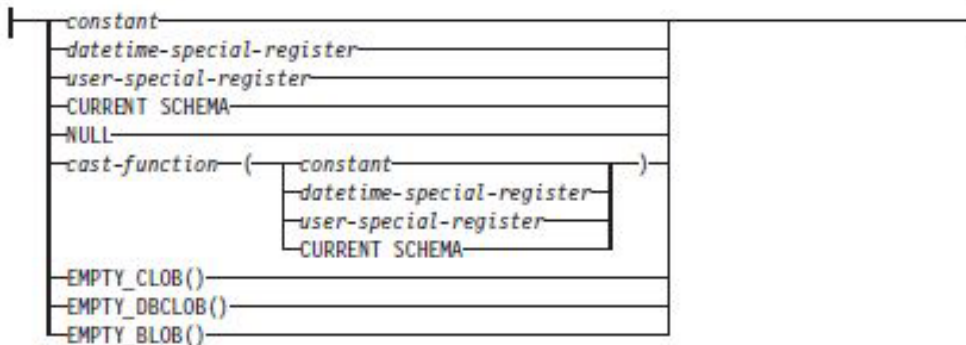 constant
datetime-special-register
user-special-register
CURRENT SCHEMA
NULL
cast-function ( constant )
datetime-special-register
user-special-register
CURRENT SCHEMA
EMPTY_CLOB()
EMPTY_DBCLOB()
EMPTY_BLOB()